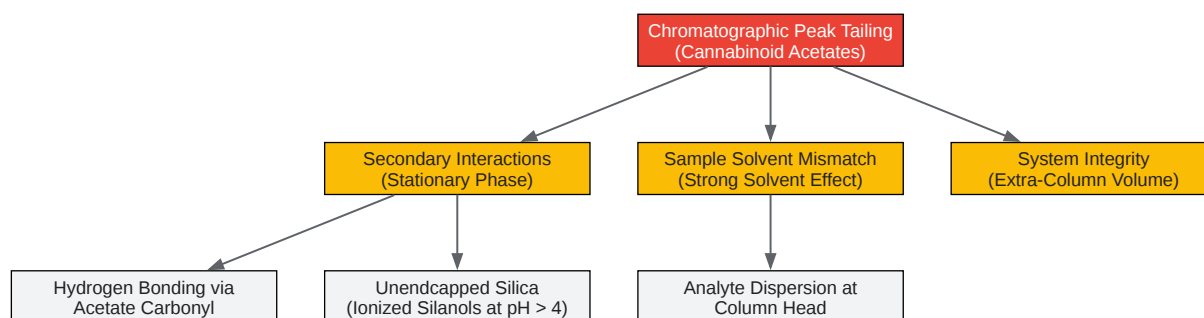 Chromatographic Peak Tailing
(Cannabinoid Acetates)
Secondary Interactions
(Stationary Phase)
Sample Solvent Mismatch
(Strong Solvent Effect)
System Integrity
(Extra-Column Volume)
Hydrogen Bonding via
Acetate Carbonyl
Unendcapped Silica
(Ionized Silanols at pH > 4)
Analyte Dispersion at
Column Head